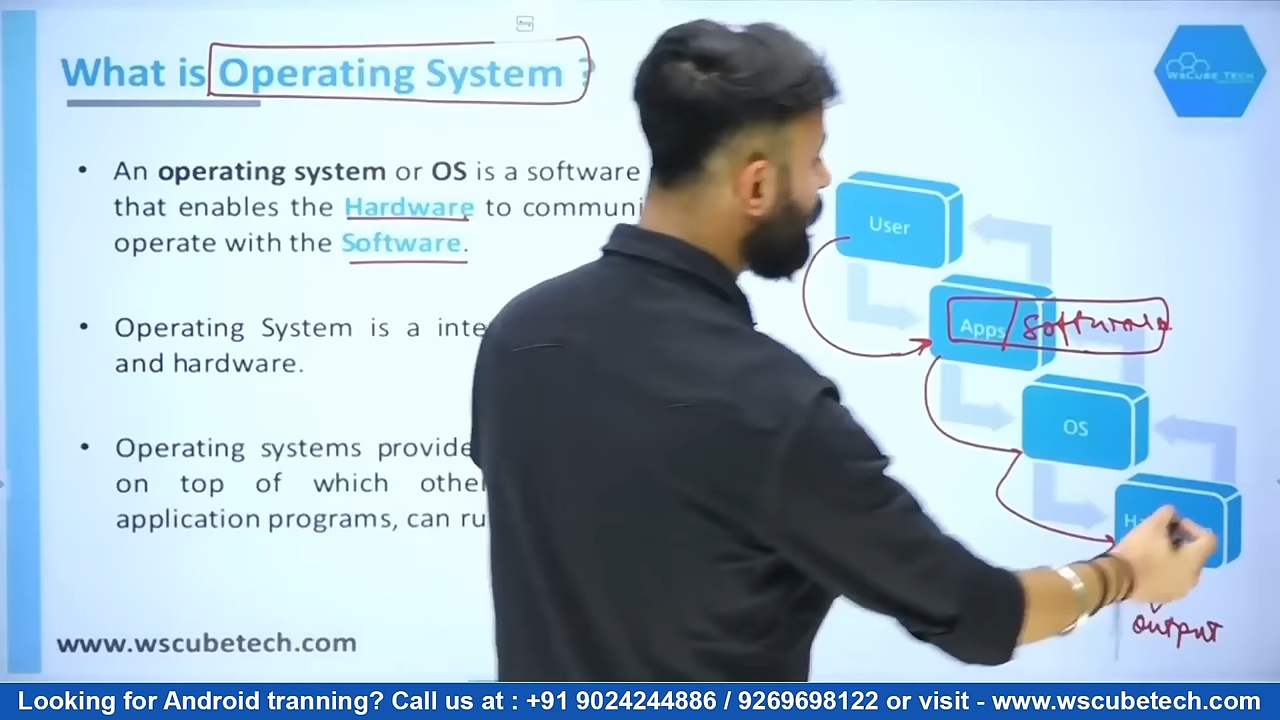 What is Operating System ?
WsCube Tech
• An operating system or OS is a software
that enables the Hardware to communi
operate with the Software.
• Operating System is a inte
and hardware.
• Operating systems provide
on top of which other
application programs, can ru
User
Apps/Software
OS
output
www.wscubetech.com
Looking for Android tranning? Call us at : +91 9024244886 / 9269698122 or visit - www.wscubetech.com